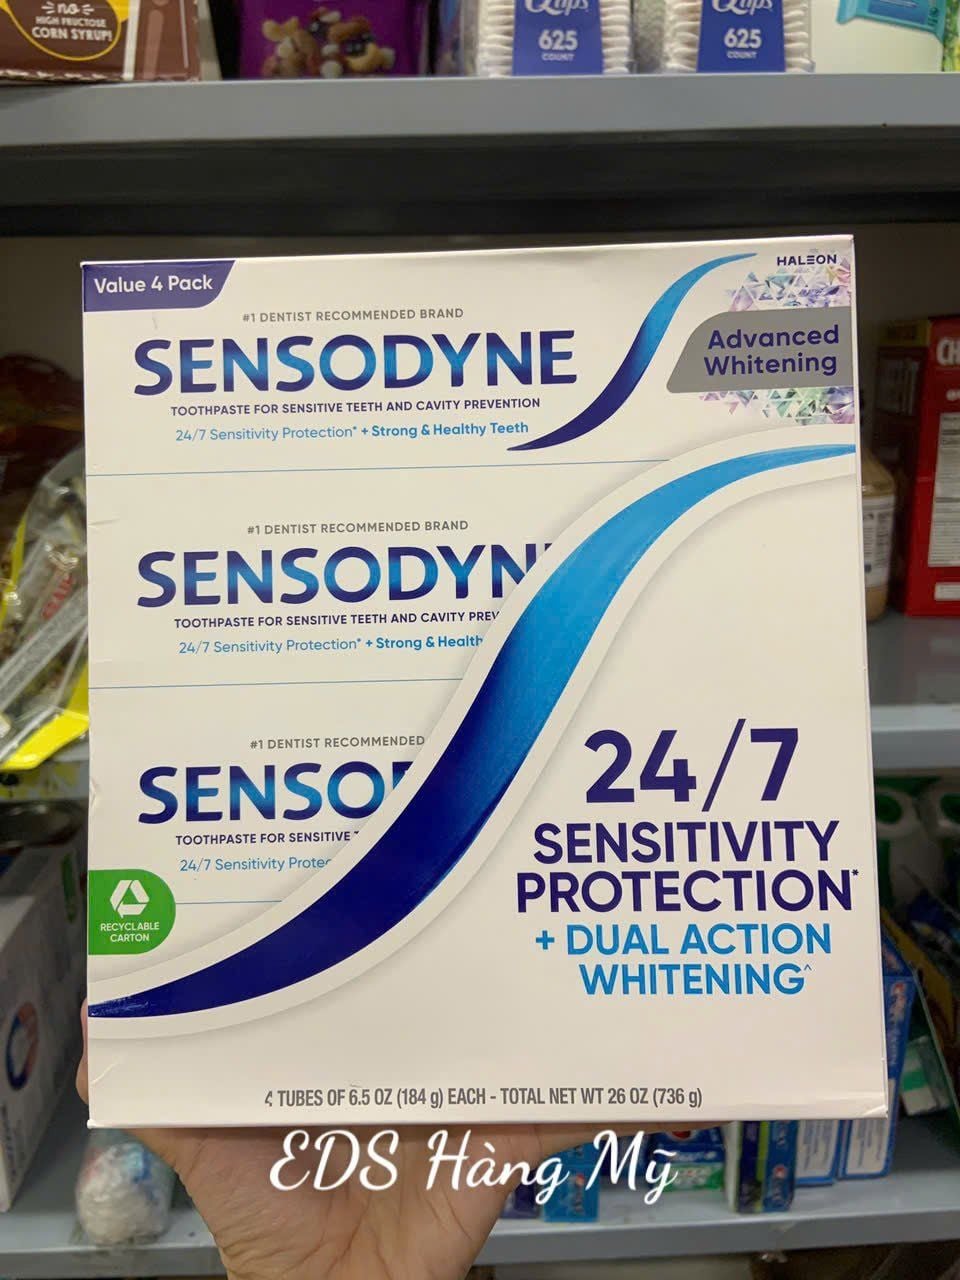 no
HIGH FRUCTOSE
CORN SYRUP!
Q-tips
625
COUNT
Q-tips
625
COUNT
Value 4 Pack
HALEON
#1 DENTIST RECOMMENDED BRAND
SENSODYNE
Advanced
Whitening
TOOTHPASTE FOR SENSITIVE TEETH AND CAVITY PREVENTION
24/7 Sensitivity Protection* + Strong & Healthy Teeth
#1 DENTIST RECOMMENDED BRAND
SENSODYN
TOOTHPASTE FOR SENSITIVE TEETH AND CAVITY PREV
24/7 Sensitivity Protection* + Strong & Health
#1 DENTIST RECOMMENDED
SENSO
TOOTHPASTE FOR SENSITIVE
24/7 Sensitivity Protec
24/7
SENSITIVITY
PROTECTION*
+ DUAL ACTION
WHITENING^
RECYCLABLE
CARTON
4 TUBES OF 6.5 OZ (184 g) EACH - TOTAL NET WT 26 OZ (736 g)
EDS Hàng Mỹ